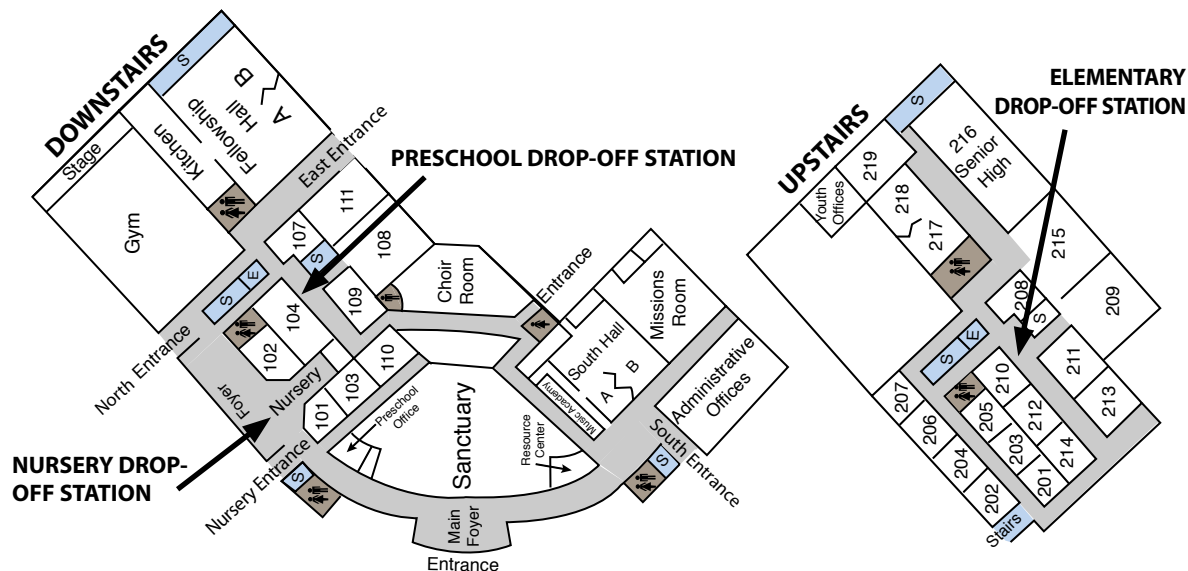 DOWNSTAIRS
S
Stage
Kitchen
Fellowship
Hall
A
B
Gym
East Entrance
PRESCHOOL DROP-OFF STATION
111
107
S
108
109
Choir
Room
Entrance
S
E
104
102
North Entrance
Foyer
Nursery
110
103
101
Preschool
Office
Sanctuary
Resource
Center
Music Academy
South Hall
A
B
Missions
Room
Administrative
Offices
South Entrance
S
NURSERY DROP-
OFF STATION
Nursery Entrance
S
Main
Foyer
Entrance
UPSTAIRS
ELEMENTARY
DROP-OFF STATION
S
216
Senior
High
219
Youth
Offices
218
217
215
209
208
S
S
E
211
213
210
212
214
205
203
201
207
206
204
202
Stairs